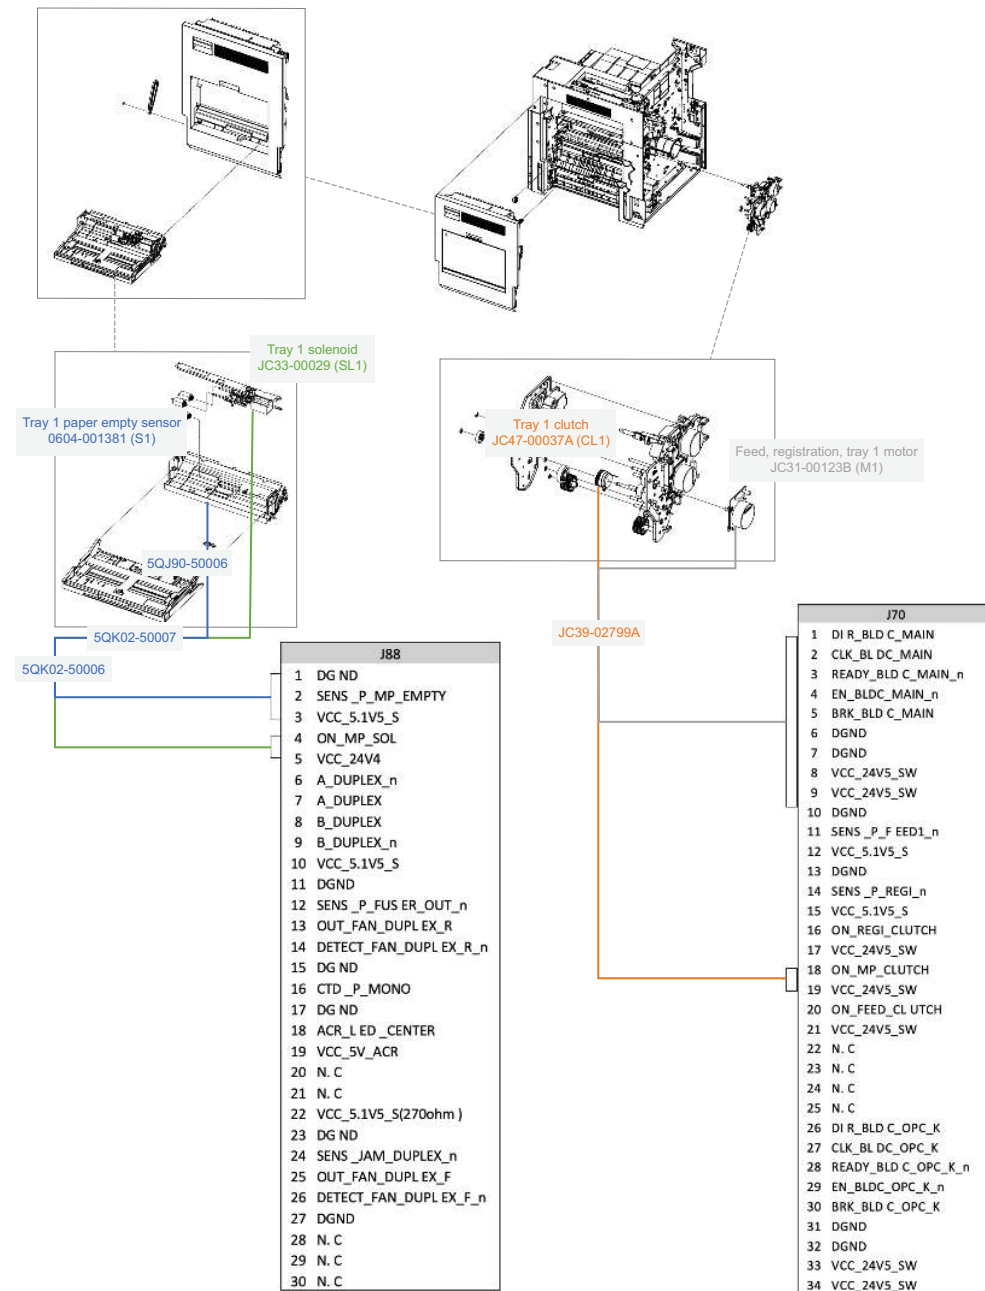 Tray 1 solenoid
JC33-00029 (SL1)
Tray 1 paper empty sensor
0604-001381 (S1)
Tray 1 clutch
JC47-00037A (CL1)
Feed, registration, tray 1 motor
JC31-00123B (M1)
5QJ90-50006
5QK02-50007
5QK02-50006
JC39-02799A
J88
1 DG ND
2 SENS _P_MP_EMPTY
3 VCC_5.1V5_S
4 ON_MP_SOL
5 VCC_24V4
6 A_DUPLEX_n
7 A_DUPLEX
8 B_DUPLEX
9 B_DUPLEX_n
10 VCC_5.1V5_S
11 DGND
12 SENS _P_FUS ER_OUT_n
13 OUT_FAN_DUPL EX_R
14 DETECT_FAN_DUPL EX_R_n
15 DG ND
16 CTD _P_MONO
17 DG ND
18 ACR_L ED _CENTER
19 VCC_5V_ACR
20 N. C
21 N. C
22 VCC_5.1V5_S(270ohm )
23 DG ND
24 SENS _JAM_DUPLEX_n
25 OUT_FAN_DUPL EX_F
26 DETECT_FAN_DUPL EX_F_n
27 DGND
28 N. C
29 N. C
30 N. C
J70
1 DI R_BLD C_MAIN
2 CLK_BL DC_MAIN
3 READY_BLD C_MAIN_n
4 EN_BLDC_MAIN_n
5 BRK_BLD C_MAIN
6 DGND
7 DGND
8 VCC_24V5_SW
9 VCC_24V5_SW
10 DGND
11 SENS _P_F EED1_n
12 VCC_5.1V5_S
13 DGND
14 SENS _P_REGI_n
15 VCC_5.1V5_S
16 ON_REGI_CLUTCH
17 VCC_24V5_SW
18 ON_MP_CLUTCH
19 VCC_24V5_SW
20 ON_FEED_CL UTCH
21 VCC_24V5_SW
22 N. C
23 N. C
24 N. C
25 N. C
26 DI R_BLD C_OPC_K
27 CLK_BL DC_OPC_K
28 READY_BLD C_OPC_K_n
29 EN_BLDC_OPC_K_n
30 BRK_BLD C_OPC_K
31 DGND
32 DGND
33 VCC_24V5_SW
34 VCC_24V5_SW